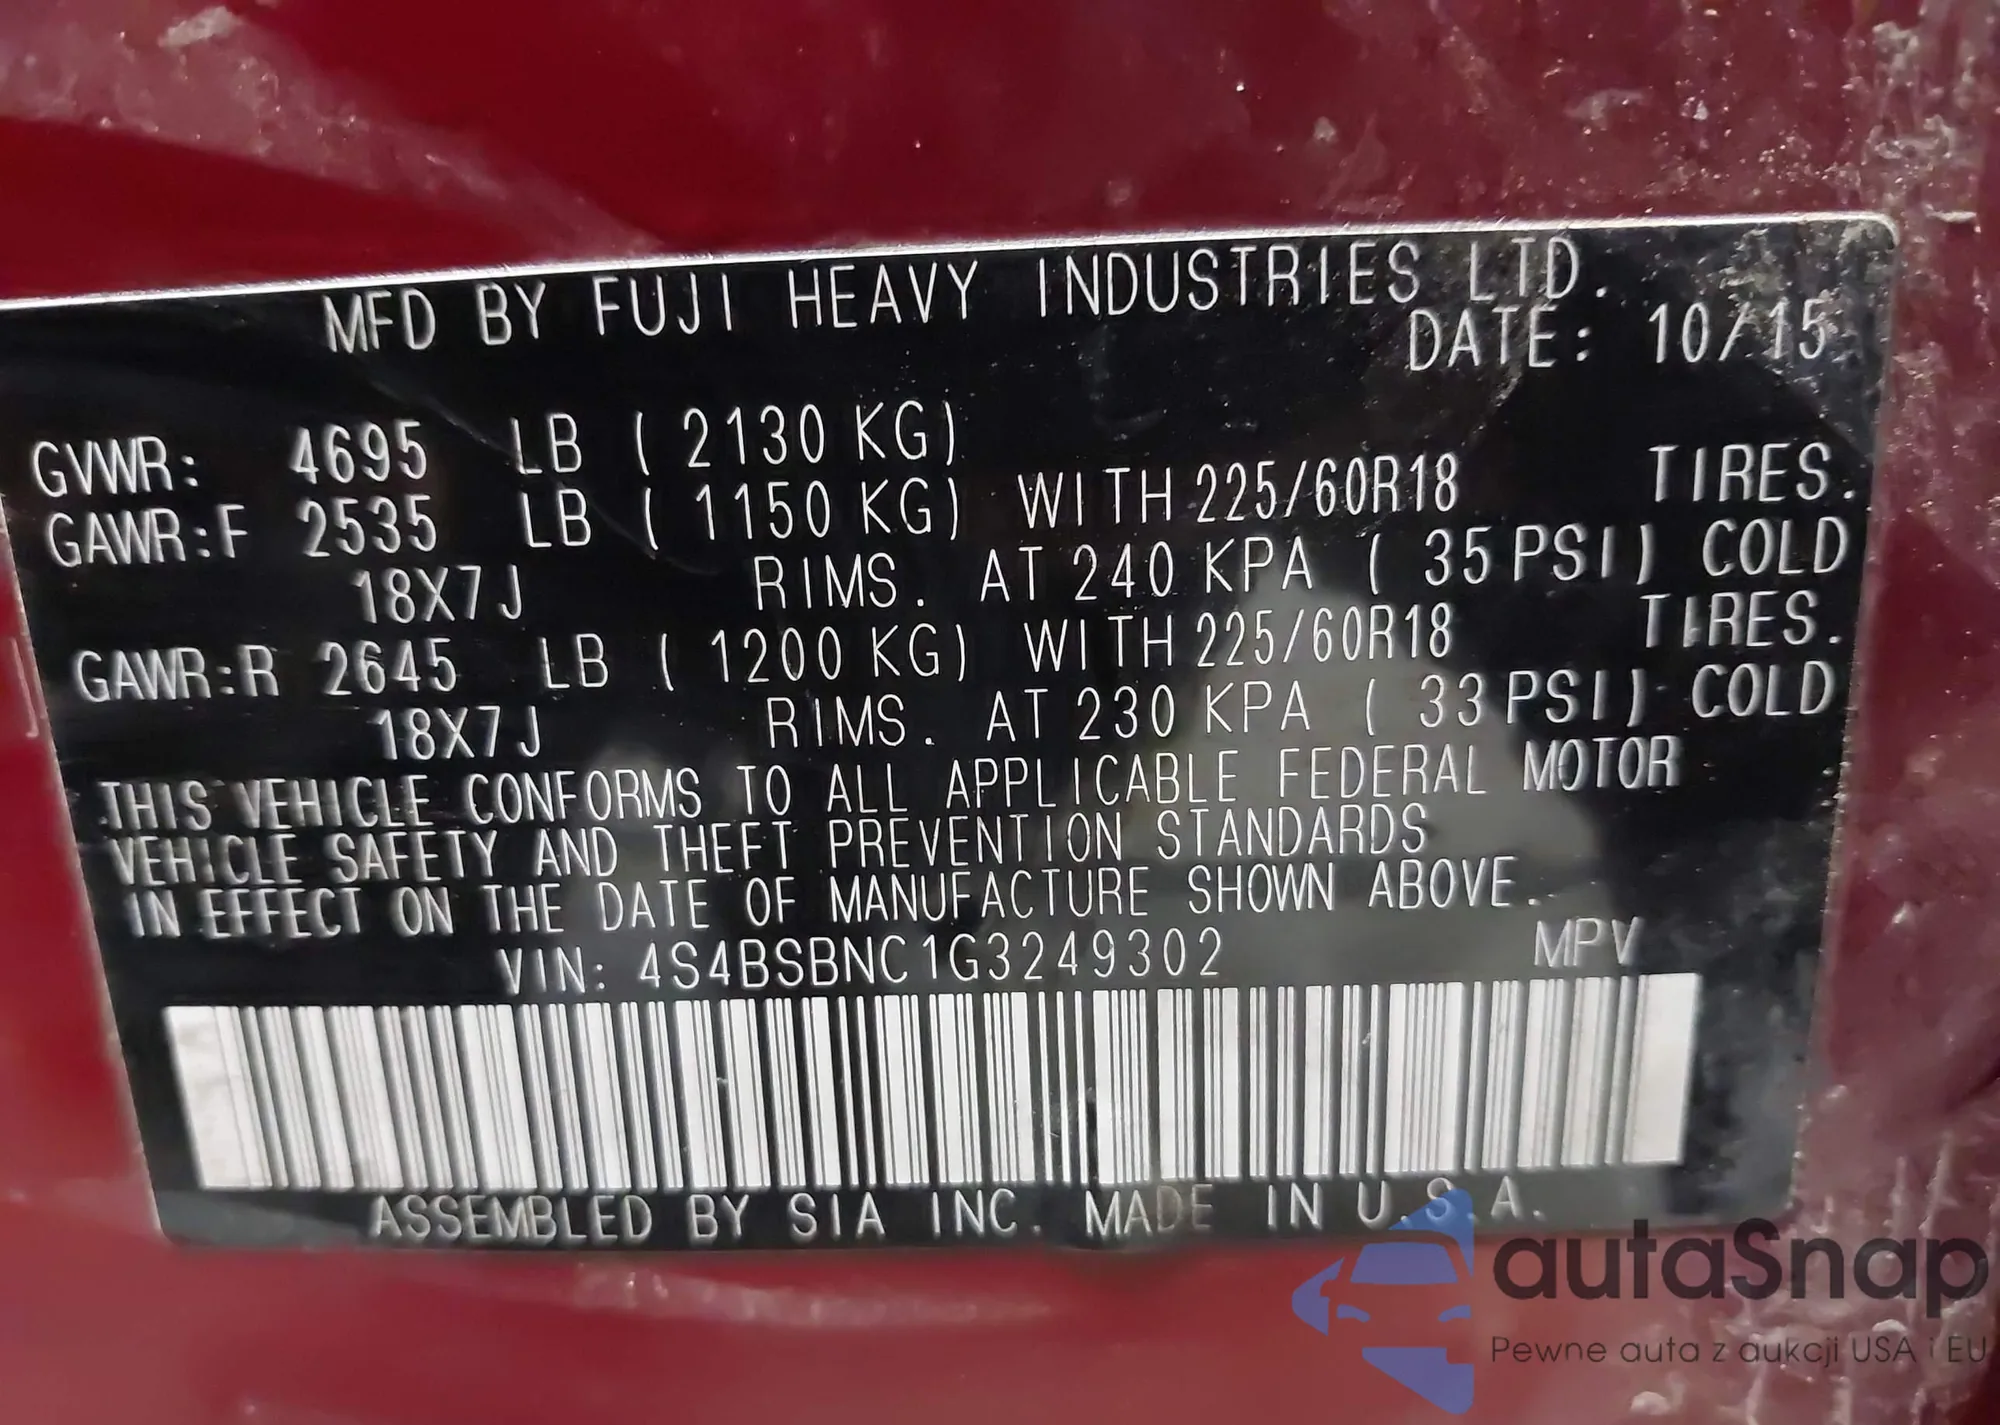 MFD BY FUJI HEAVY INDUSTRIES LTD.
DATE: 10/15
GVWR: 4695 LB ( 2130 KG)
GAWR:F 2535 LB ( 1150 KG) WITH 225/60R18 TIRES.
18X7J RIMS. AT 240 KPA ( 35 PSI) COLD
GAWR:R 2645 LB ( 1200 KG) WITH 225/60R18 TIRES.
18X7J RIMS. AT 230 KPA ( 33 PSI) COLD
THIS VEHICLE CONFORMS TO ALL APPLICABLE FEDERAL MOTOR
VEHICLE SAFETY AND THEFT PREVENTION STANDARDS
IN EFFECT ON THE DATE OF MANUFACTURE SHOWN ABOVE.
VIN: 4S4BSBNC1G3249302 MPV
ASSEMBLED BY SIA INC. MADE IN U.S.A.
autaSnap
Pewne auta z aukcji USA i EU